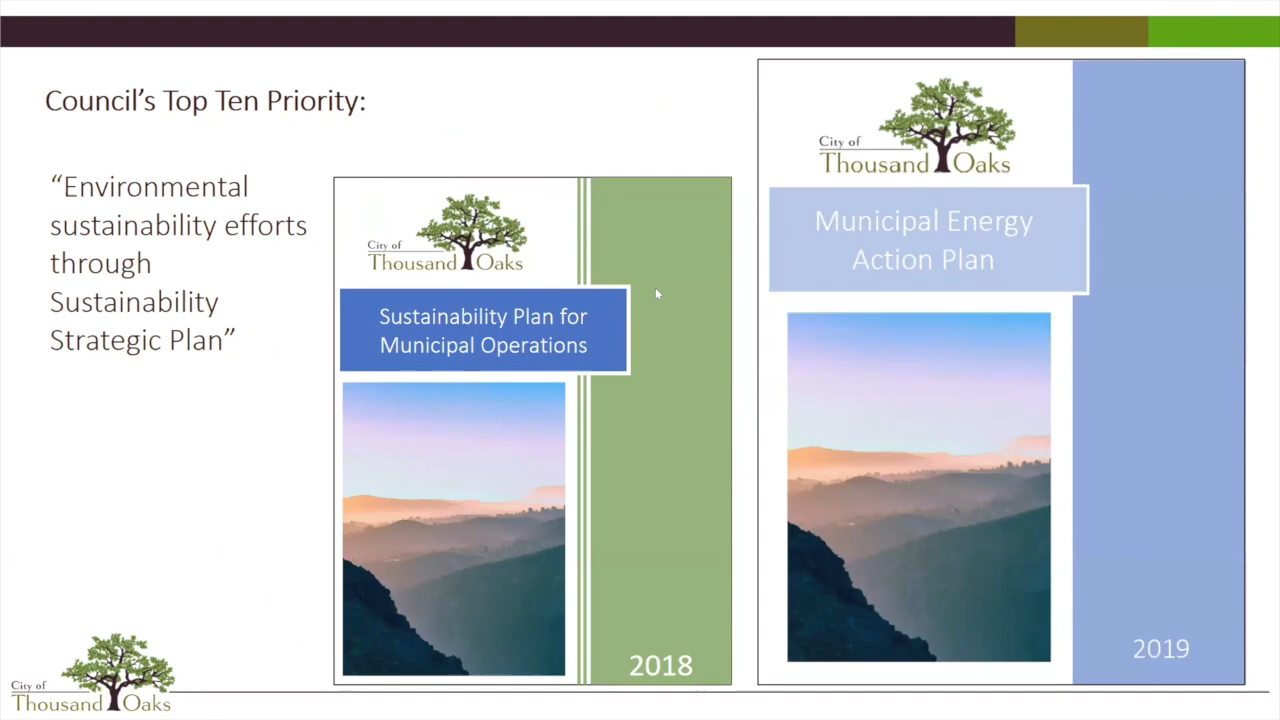 Council’s Top Ten Priority:
“Environmental
sustainability efforts
through
Sustainability
Strategic Plan”
City of
Thousand Oaks
Sustainability Plan for
Municipal Operations
2018
City of
Thousand Oaks
Municipal Energy
Action Plan
2019
City of
Thousand Oaks